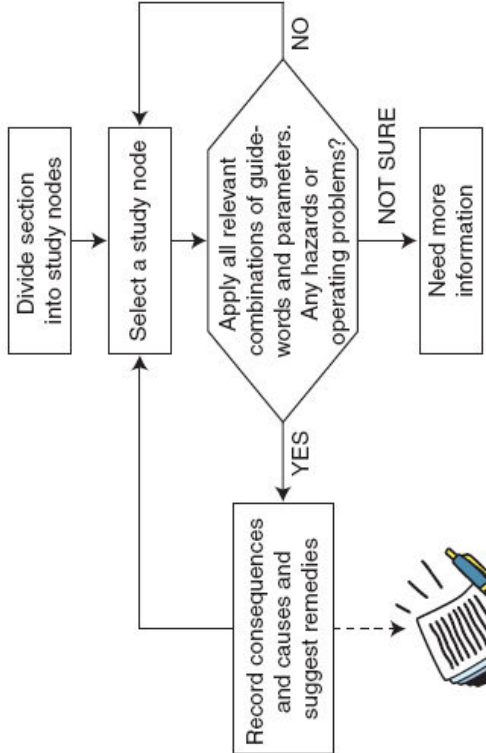 Divide section
into study nodes
Select a study node
Apply all relevant
combinations of guide-
words and parameters.
Any hazards or
operating problems?
NO
YES
NOT SURE
Record consequences
and causes and
suggest remedies
Need more
information